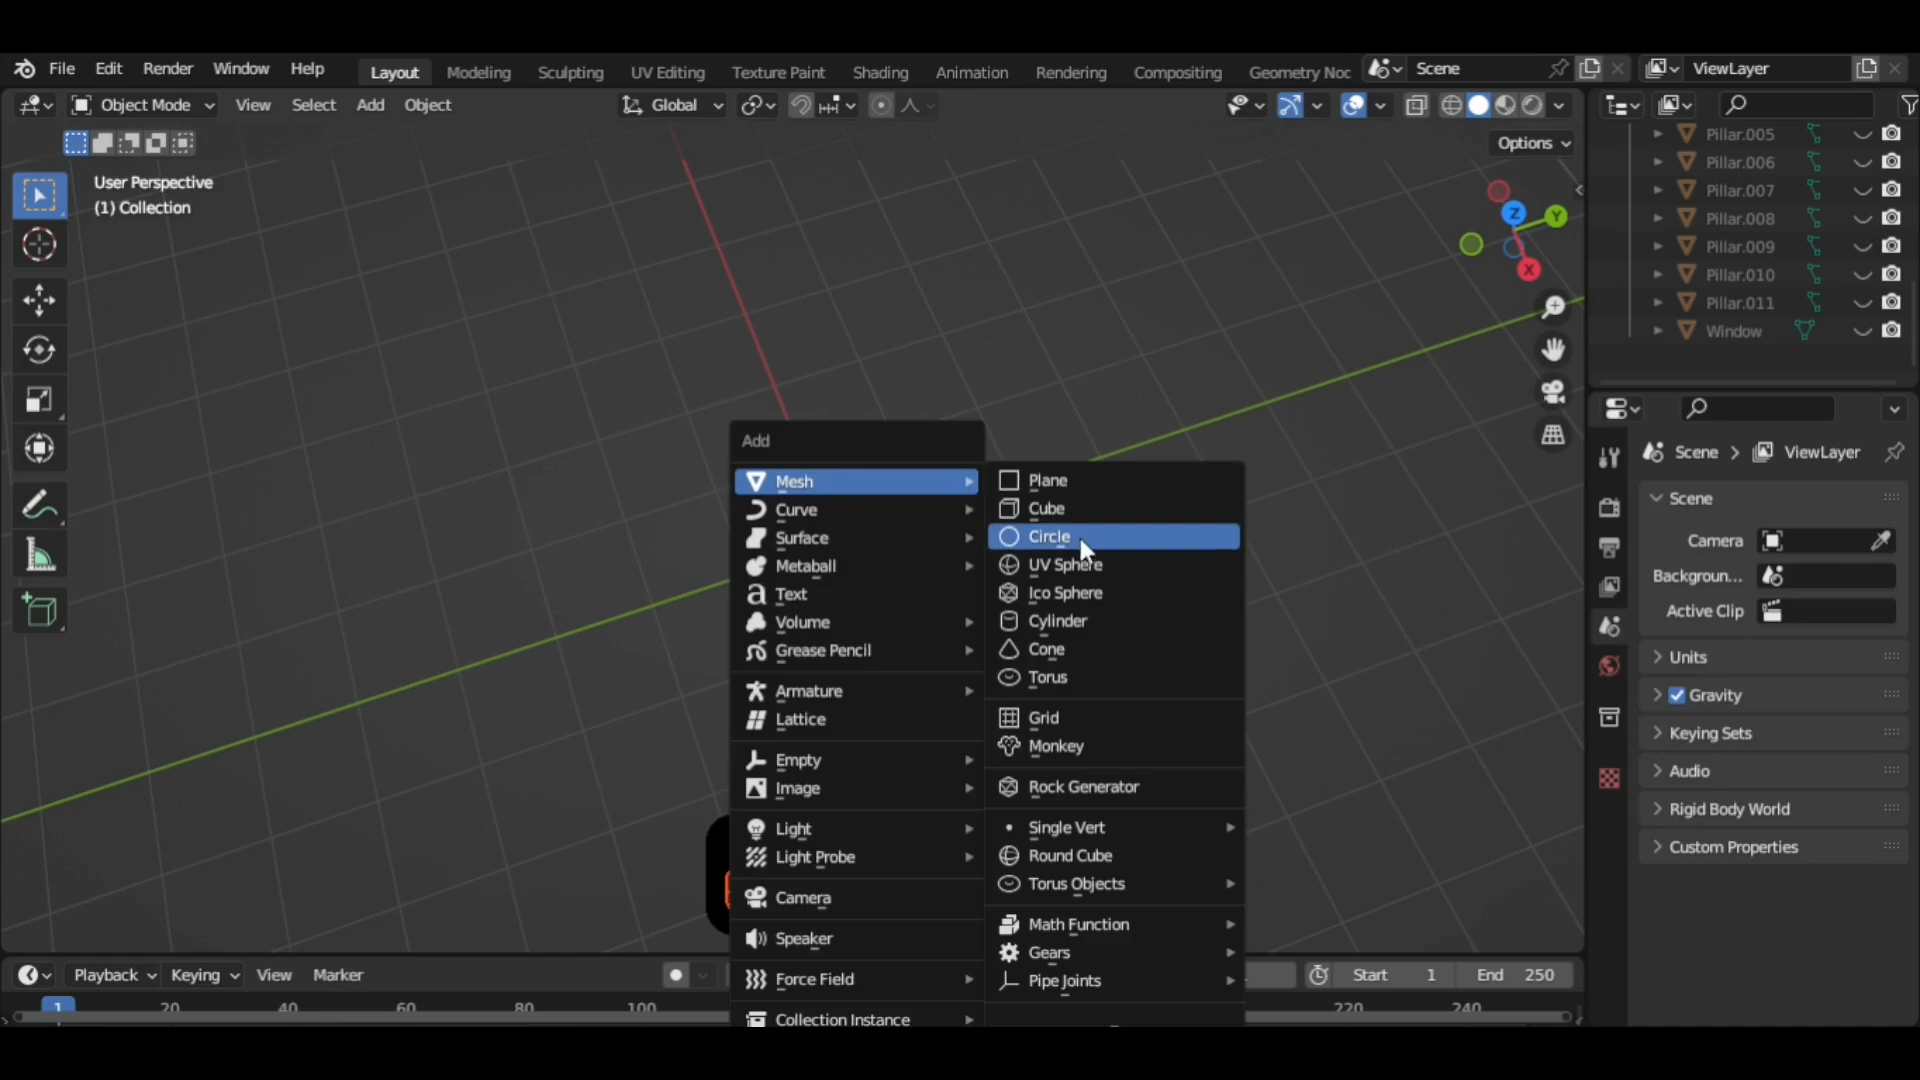 File Edit Render Window Help Layout Modeling Sculpting UV Editing Texture Paint Shading Animation Rendering Compositing Geometry Noc Scene ViewLayer
Object Mode View Select Add Object Global
Options
User Perspective
(1) Collection
Z
Y
X
Pillar.005
Pillar.006
Pillar.007
Pillar.008
Pillar.009
Pillar.010
Pillar.011
Window
Add
Mesh
Curve
Surface
Metaball
Text
Volume
Grease Pencil
Armature
Lattice
Empty
Image
Light
Light Probe
Camera
Speaker
Force Field
Collection Instance
Plane
Cube
Circle
UV Sphere
Ico Sphere
Cylinder
Cone
Torus
Grid
Monkey
Rock Generator
Single Vert
Round Cube
Torus Objects
Math Function
Gears
Pipe Joints
Scene ViewLayer
Scene
Camera
Backgroun...
Active Clip
Units
Gravity
Keying Sets
Audio
Rigid Body World
Custom Properties
Playback Keying View Marker Start 1 End 250
1 20 40 60 80 100 220 240